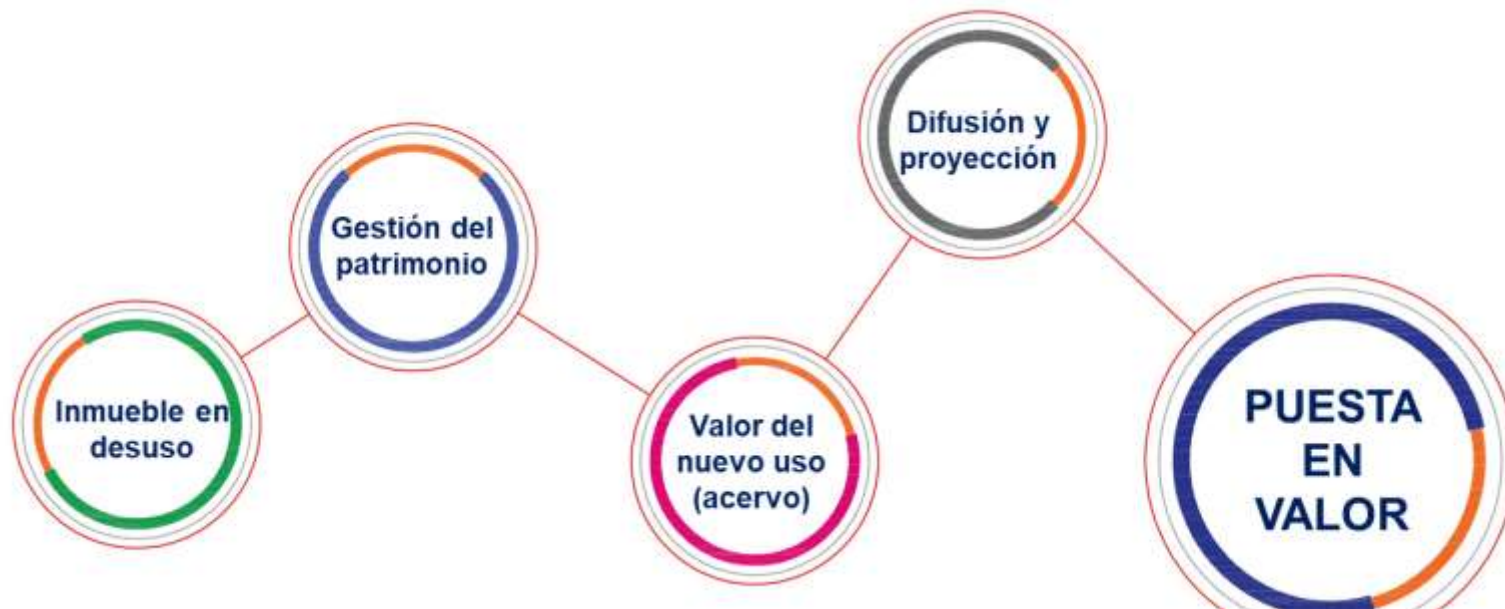 Inmueble en
desuso
Gestión del
patrimonio
Valor del
nuevo uso
(acervo)
Difusión y
proyección
PUESTA
EN
VALOR